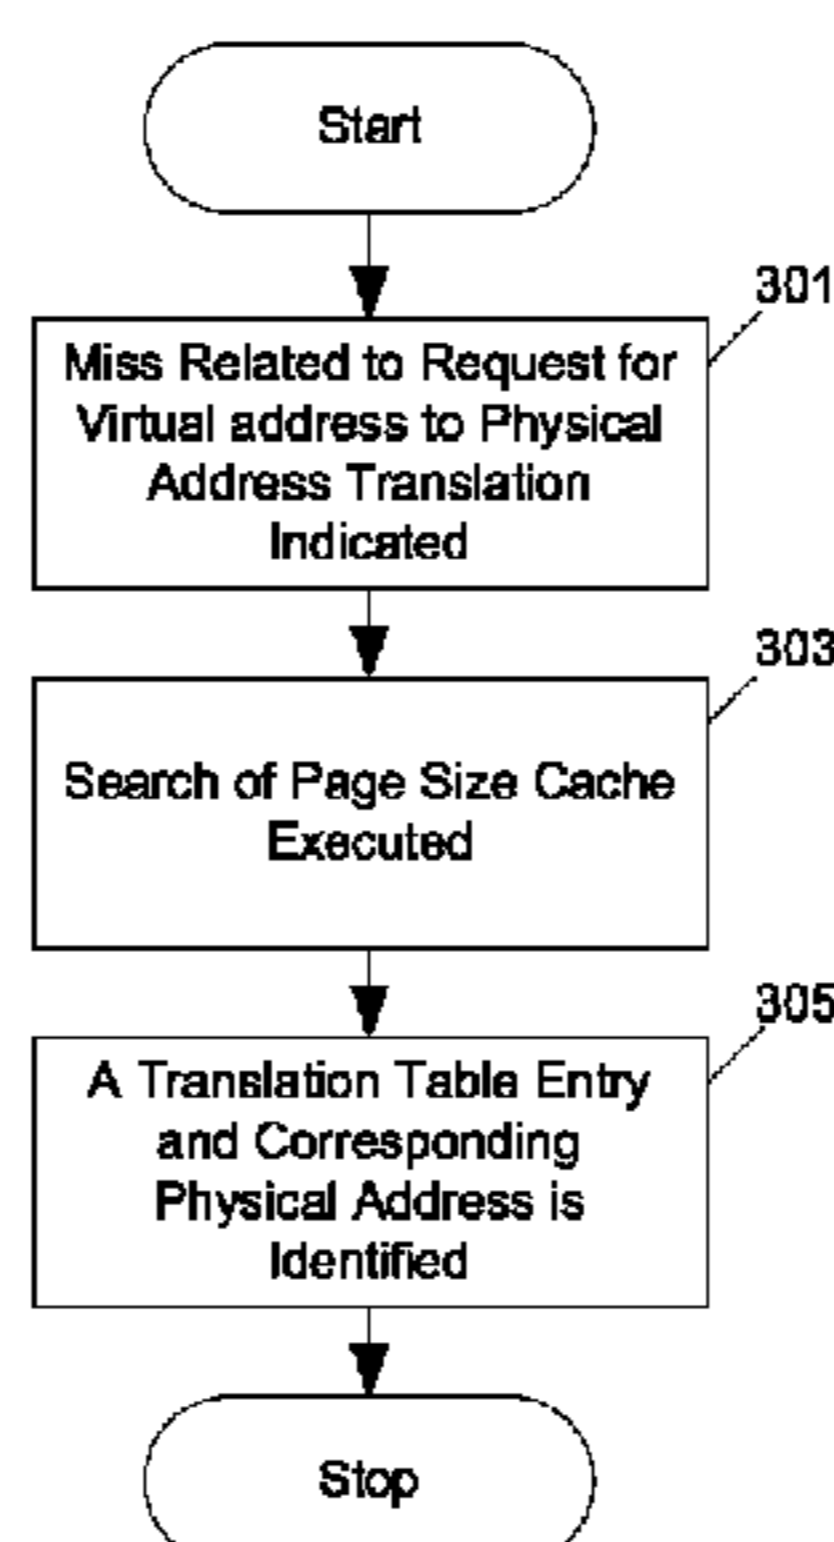 Start
301
Miss Related to Request for
Virtual address to Physical
Address Translation
Indicated
303
Search of Page Size Cache
Executed
305
A Translation Table Entry
and Corresponding
Physical Address is
Identified
Stop